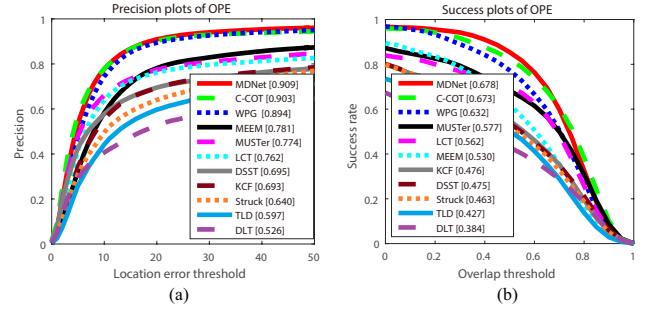 Precision plots of OPE
Precision
1
0.8
0.6
0.4
0.2
0
0 10 20 30 40 50
Location error threshold
MDNet [0.909]
C-COT [0.903]
WPG [0.894]
MEEM [0.781]
MUSTer [0.774]
LCT [0.762]
DSST [0.695]
KCF [0.693]
Struck [0.640]
TLD [0.597]
DLT [0.526]
(a)
Success plots of OPE
Success rate
1
0.8
0.6
0.4
0.2
0
0 0.2 0.4 0.6 0.8 1
Overlap threshold
MDNet [0.678]
C-COT [0.673]
WPG [0.632]
MUSTer [0.577]
LCT [0.562]
MEEM [0.530]
KCF [0.476]
DSST [0.475]
Struck [0.463]
TLD [0.427]
DLT [0.384]
(b)